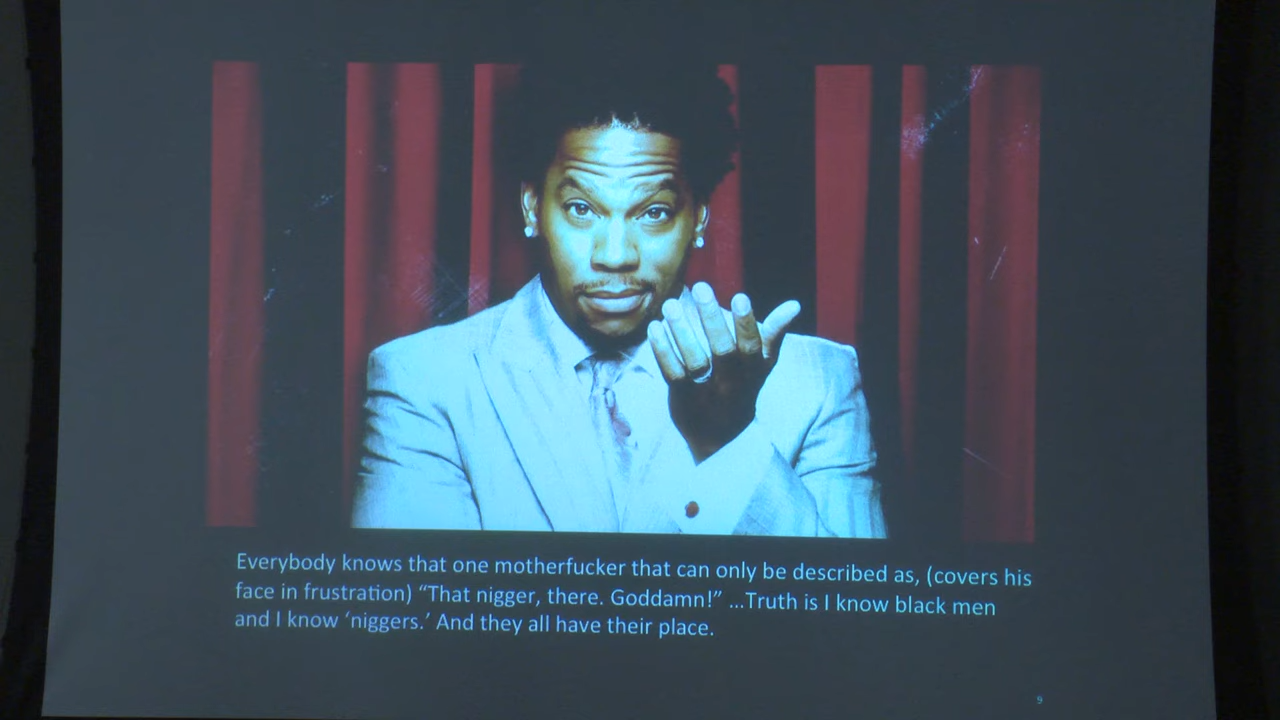 Everybody knows that one motherfucker that can only be described as, (covers his
face in frustration) “That nigger, there. Goddamn!” ...Truth is I know black men
and I know ‘niggers.’ And they all have their place.
9